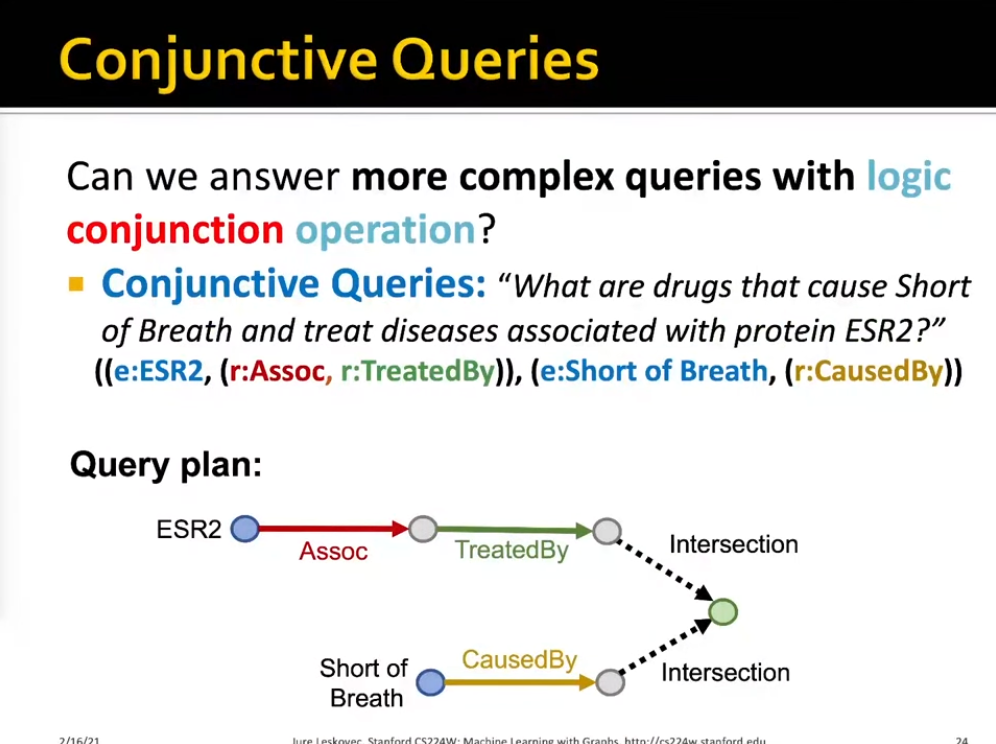 Conjunctive Queries
Can we answer more complex queries with logic
conjunction operation?
Conjunctive Queries: “What are drugs that cause Short
of Breath and treat diseases associated with protein ESR2?”
((e:ESR2, (r:Assoc, r:TreatedBy)), (e:Short of Breath, (r:CausedBy))
Query plan:
ESR2
Assoc
TreatedBy
Intersection
Short of
Breath
CausedBy
Intersection
2/16/21
Jure Leskovec, Stanford CS224W: Machine Learning with Graphs, http://cs224w.stanford.edu
24